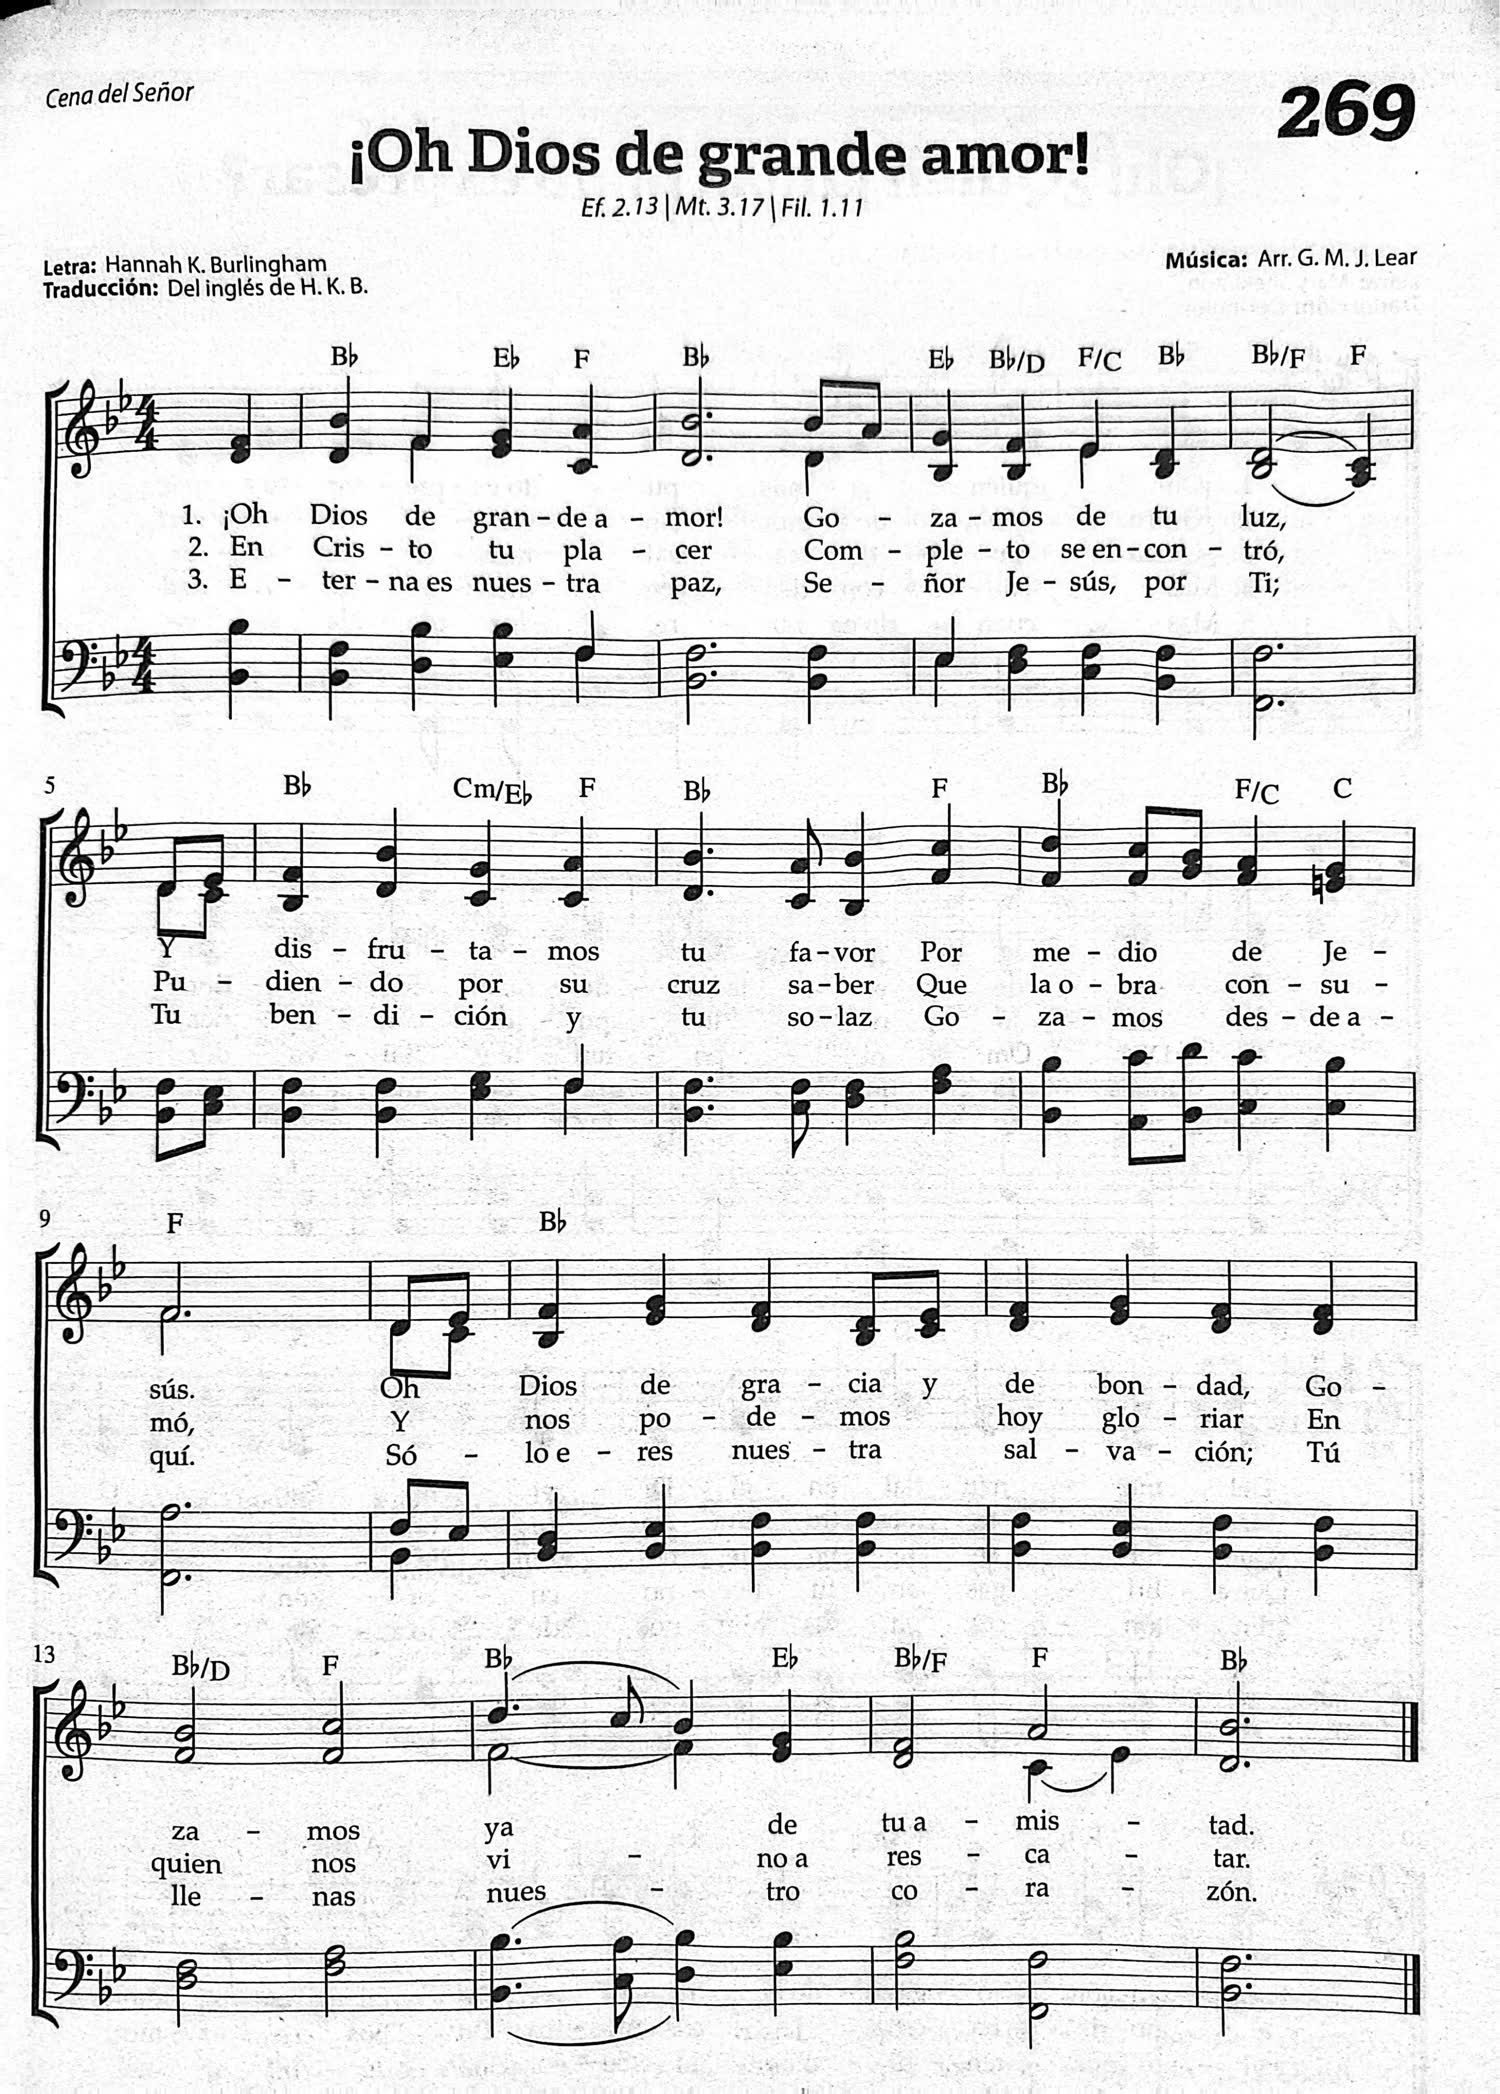 Cena del Señor
269
¡Oh Dios de grande amor!
Ef. 2.13 | Mt. 3.17 | Fil. 1.11
Letra: Hannah K. Burlingham
Música: Arr. G. M. J. Lear
Traducción: Del inglés de H. K. B.
B♭ E♭ F B♭ E♭ B♭/D F/C B♭ B♭/F F
4 4
1. ¡Oh Dios de gran – de a – mor! Go za – mos de tu luz,
2. En Cris – to tu pla – cer Com – ple – to se en – con – tró,
3. E – ter – na es nues – tra paz, Se – ñor Je – sús, por Ti;
4 4
5 B♭ Cm/E♭ F B♭ F B♭ F/C C
Y dis – fru – ta – mos tu fa – vor Por me – dio de Je –
Pu – dien – do por su cruz sa – ber Que la o – bra con – su –
Tu ben – di – ción y tu so – laz Go – za – mos des – de a –
9 F B♭
sús. Oh Dios de gra – cia y de bon – dad, Go –
mó, Y nos po – de – mos hoy glo – riar En
quí. Só – lo e – res nues – tra sal – va – ción; Tú
13 B♭/D F B♭ E♭ B♭/F F B♭
za – mos ya de tu a – mis – tad.
quien nos vi – no a res – ca – tar.
lle – nas nues – tro co – ra – zón.